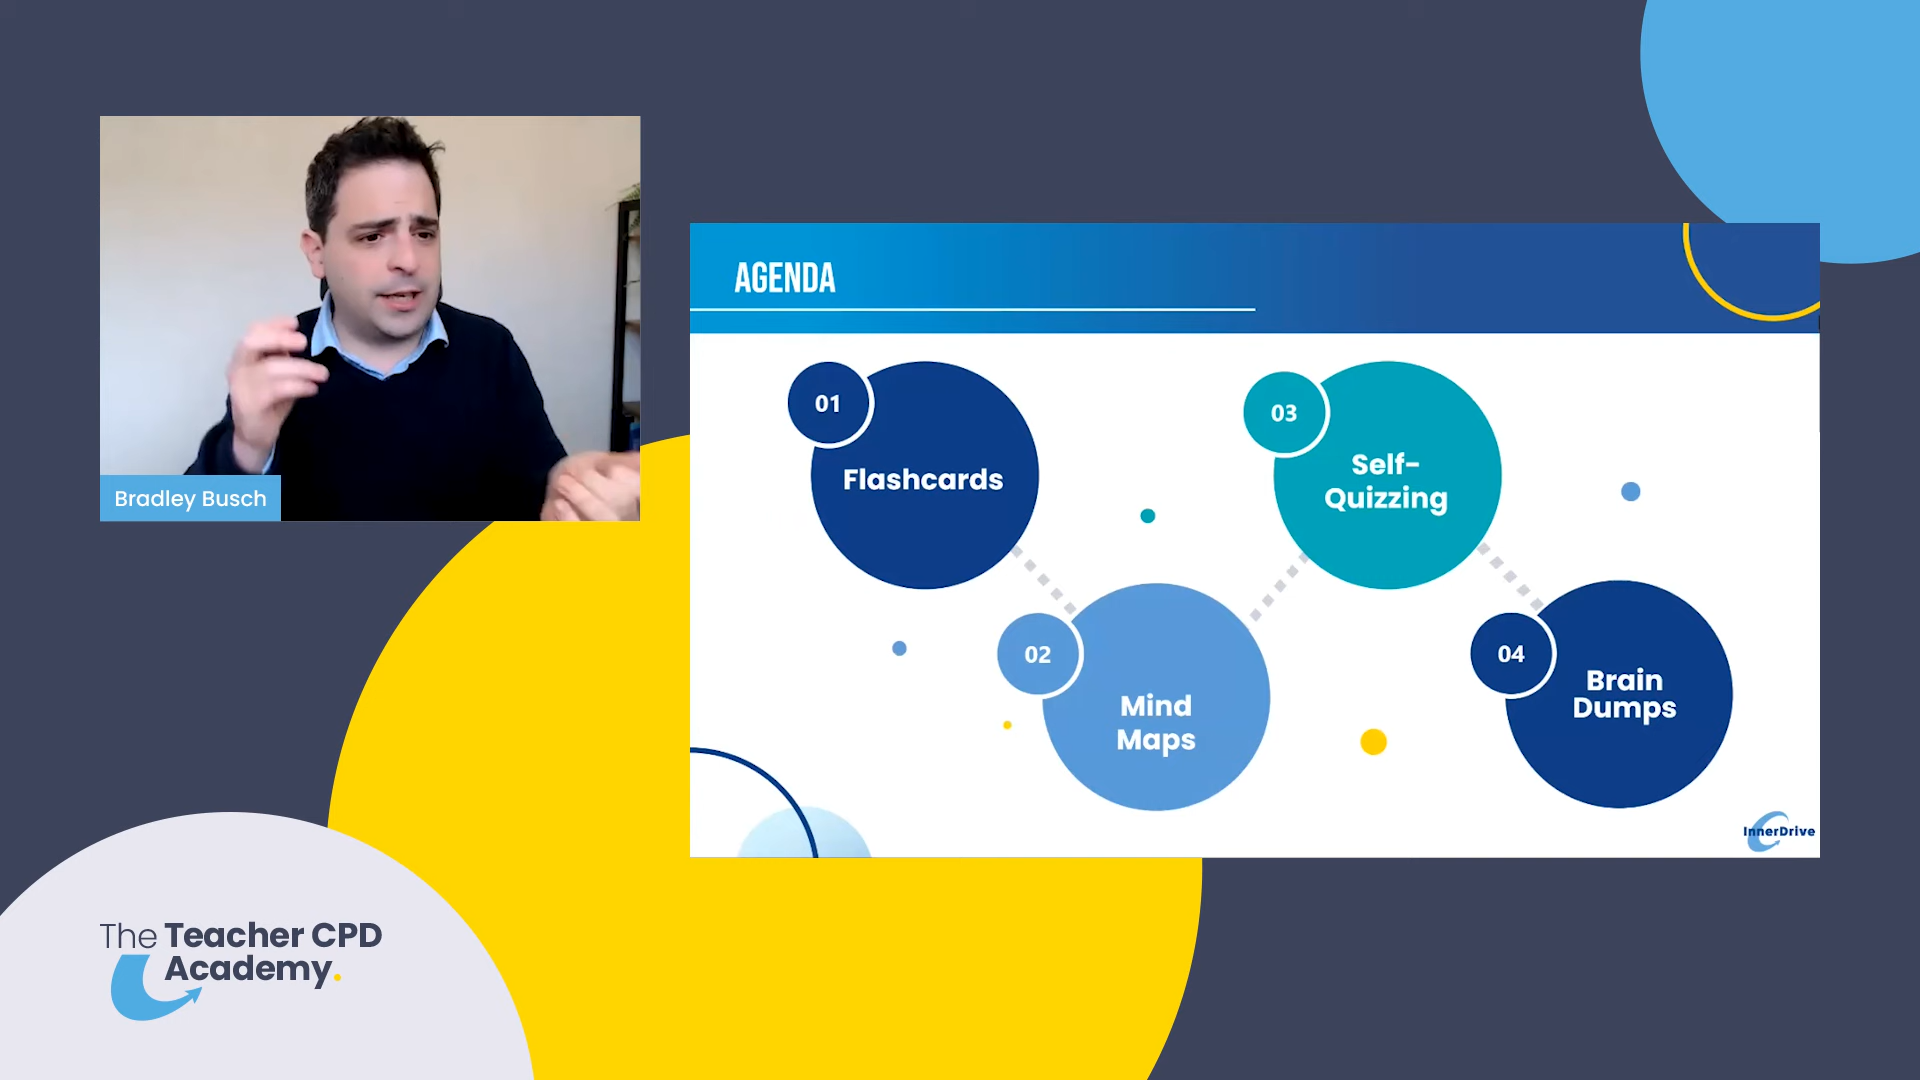 Bradley Busch
AGENDA
01
Flashcards
02
Mind
Maps
03
Self-
Quizzing
04
Brain
Dumps
InnerDrive
The Teacher CPD
Academy.